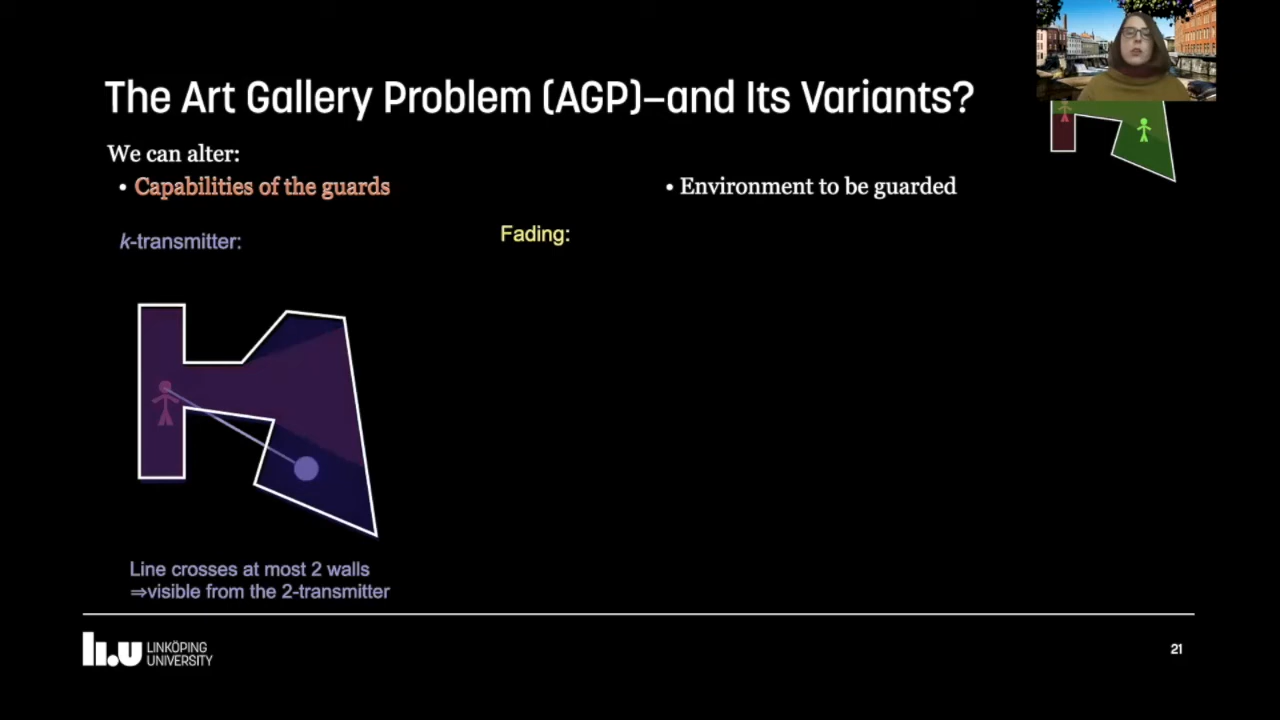 The Art Gallery Problem (AGP)—and Its Variants?
We can alter:
• Capabilities of the guards
• Environment to be guarded
k-transmitter:
Fading:
Line crosses at most 2 walls
⇒visible from the 2-transmitter
li.u LINKÖPING
UNIVERSITY
21